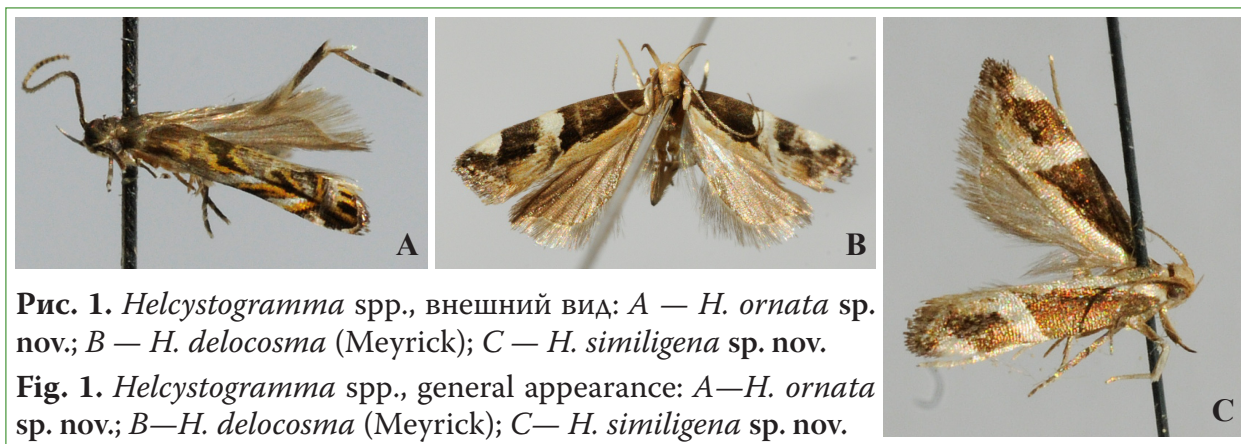 A
B
C
Рис. 1. Helcystogramma spp., внешний вид: A — H. ornata sp.
nov.; B — H. delocosma (Meyrick); C — H. similigena sp. nov.
Fig. 1. Helcystogramma spp., general appearance: A—H. ornata
sp. nov.; B—H. delocosma (Meyrick); C— H. similigena sp. nov.